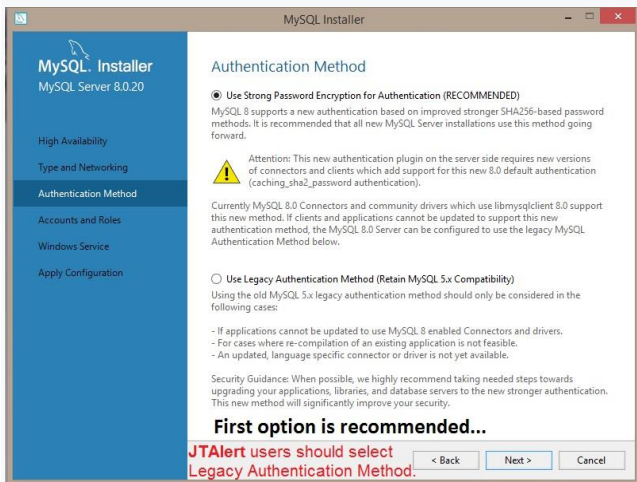 MySQL Installer
MySQL. Installer
MySQL Server 8.0.20
High Availability
Type and Networking
Authentication Method
Accounts and Roles
Windows Service
Apply Configuration
Authentication Method
Use Strong Password Encryption for Authentication (RECOMMENDED)
MySQL 8 supports a new authentication based on improved stronger SHA256-based password
methods. It is recommended that all new MySQL Server installations use this method going
forward.
Attention: This new authentication plugin on the server side requires new versions
of connectors and clients which add support for this new 8.0 default authentication
(caching_sha2_password authentication).
Currently MySQL 8.0 Connectors and community drivers which use libmysqlclient 8.0 support
this new method. If clients and applications cannot be updated to support this new
authentication method, the MySQL 8.0 Server can be configured to use the legacy MySQL
Authentication Method below.
Use Legacy Authentication Method (Retain MySQL 5.x Compatibility)
Using the old MySQL 5.x legacy authentication method should only be considered in the
following cases:
- If applications cannot be updated to use MySQL 8 enabled Connectors and drivers.
- For cases where re-compilation of an existing application is not feasible.
- An updated, language specific connector or driver is not yet available.
Security Guidance: When possible, we highly recommend taking needed steps towards
upgrading your applications, libraries, and database servers to the new stronger authentication.
This new method will significantly improve your security.
First option is recommended...
JTAlert users should select
Legacy Authentication Method.
< Back
Next >
Cancel